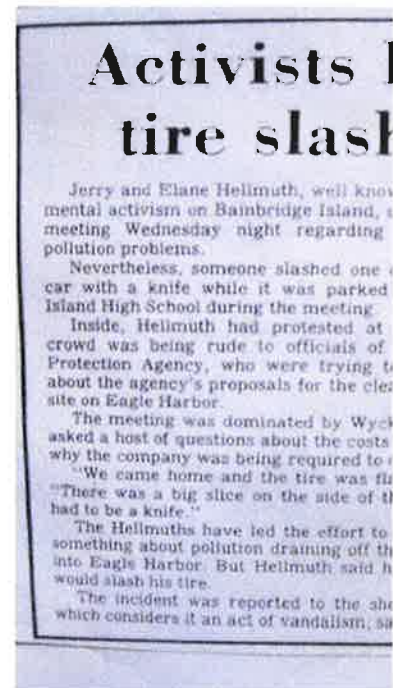 Activists
tire slash
Jerry and Elane Hellmuth, well know
mental activism on Bainbridge Island,
meeting Wednesday night regarding
pollution problems.
Nevertheless, someone slashed one
car with a knife while it was parked
Island High School during the meeting.
Inside, Hellmuth had protested at
crowd was being rude to officials of
Protection Agency, who were trying to
about the agency's proposals for the clea
site on Eagle Harbor.
The meeting was dominated by Wyck
asked a host of questions about the costs
why the company was being required to
"We came home and the tire was fla
"There was a big slice on the side of th
had to be a knife."
The Hellmuths have led the effort to
something about pollution draining off th
into Eagle Harbor. But Hellmuth said h
would slash his tire.
The incident was reported to the she
which considers it an act of vandalism, sa